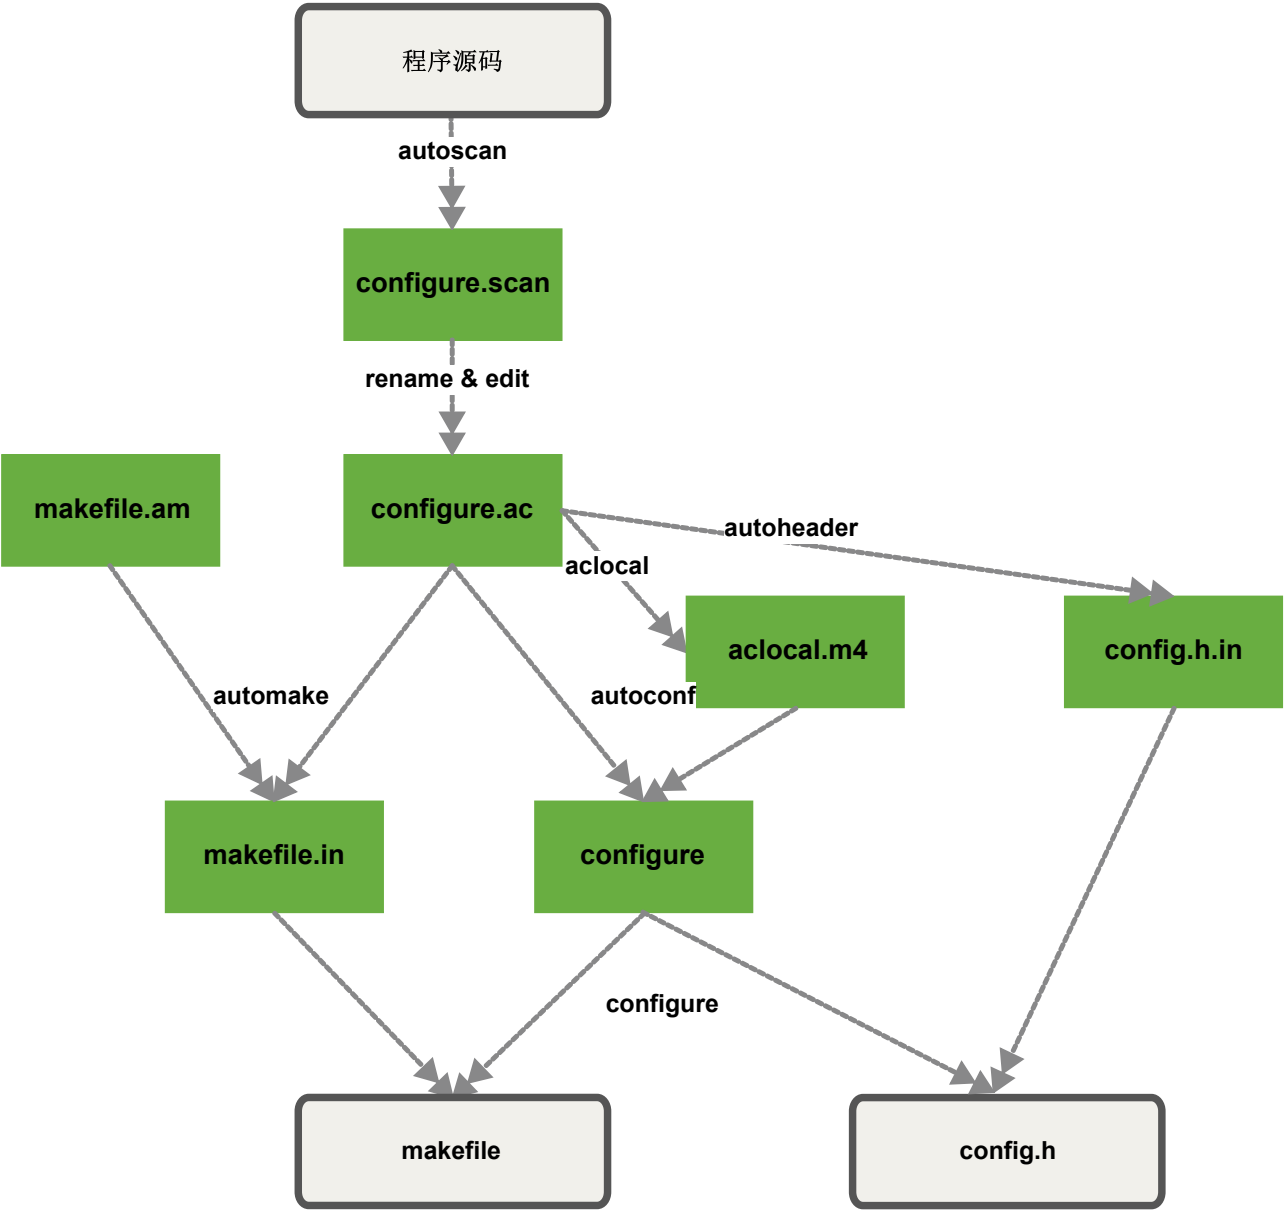 程序源码
autoscan
configure.scan
rename & edit
makefile.am
configure.ac
autoheader
aclocal
aclocal.m4
config.h.in
automake
autoconf
makefile.in
configure
configure
makefile
config.h